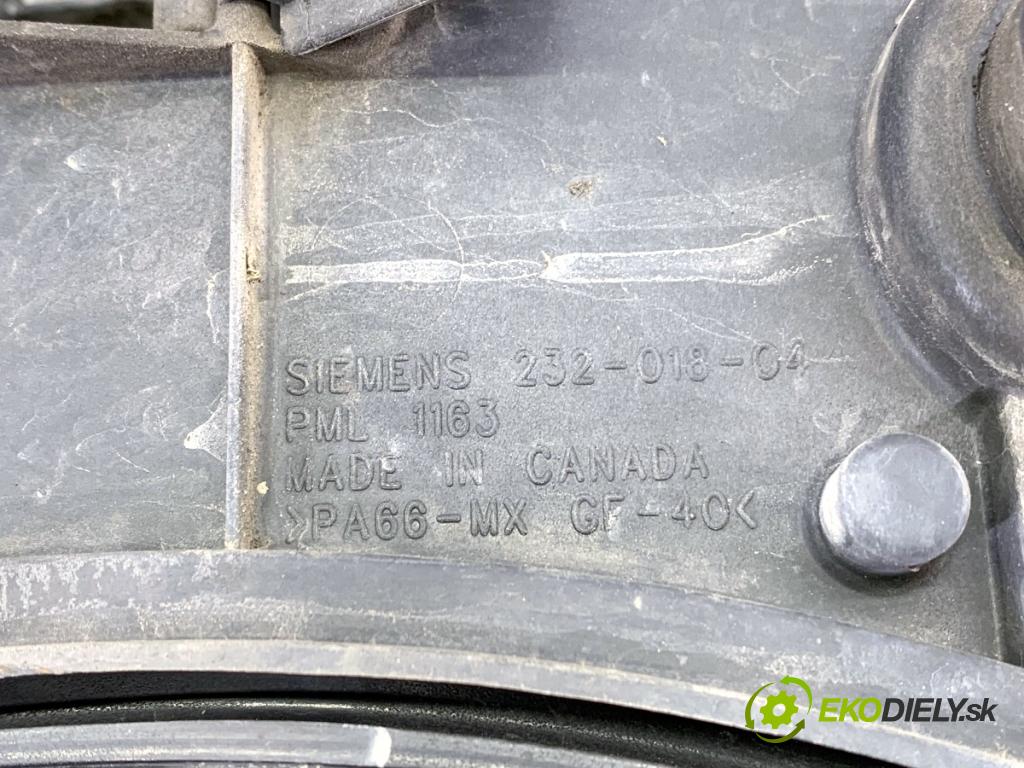 SIEMENS 232-018-04
PML 1163
MADE IN CANADA
>PA66-MX GF-40<
EKODIELY.sk